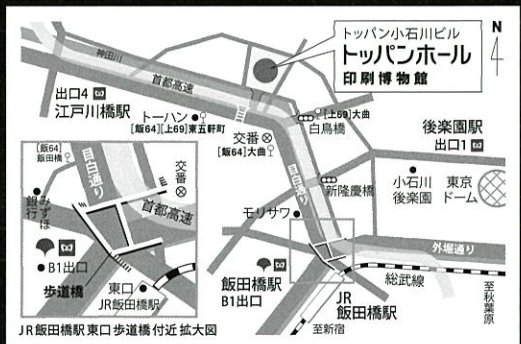 トッパン小石川ビル
トッパンホール
印刷博物館
N
神田川
首都高速
出口4
江戸川橋駅
トーハン
[飯64][上69]東五軒町
[上69]大曲
白鳥橋
交番
[飯64]大曲
後楽園駅
出口1
目白通り
新隆慶橋
小石川
後楽園
東京
ドーム
モリサワ
外堀通り
飯田橋駅
B1出口
総武線
至秋葉原
JR
飯田橋駅
至新宿
[飯64]
飯田橋
目白通り
交番
みずほ
銀行
首都高速
B1出口
歩道橋
東口
JR飯田橋駅
JR飯田橋駅東口歩道橋付近拡大図